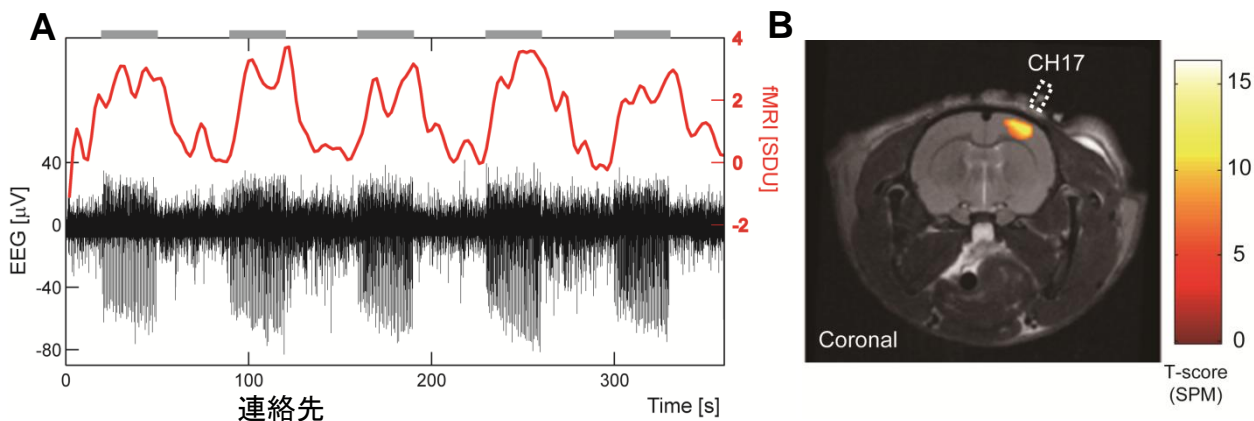 A
4
2
0
-2
fMRI [SDU]
40
0
-40
-80
EEG [μV]
0
100
200
300
連絡先
Time [s]
B
CH17
Coronal
15
10
5
0
T-score
(SPM)